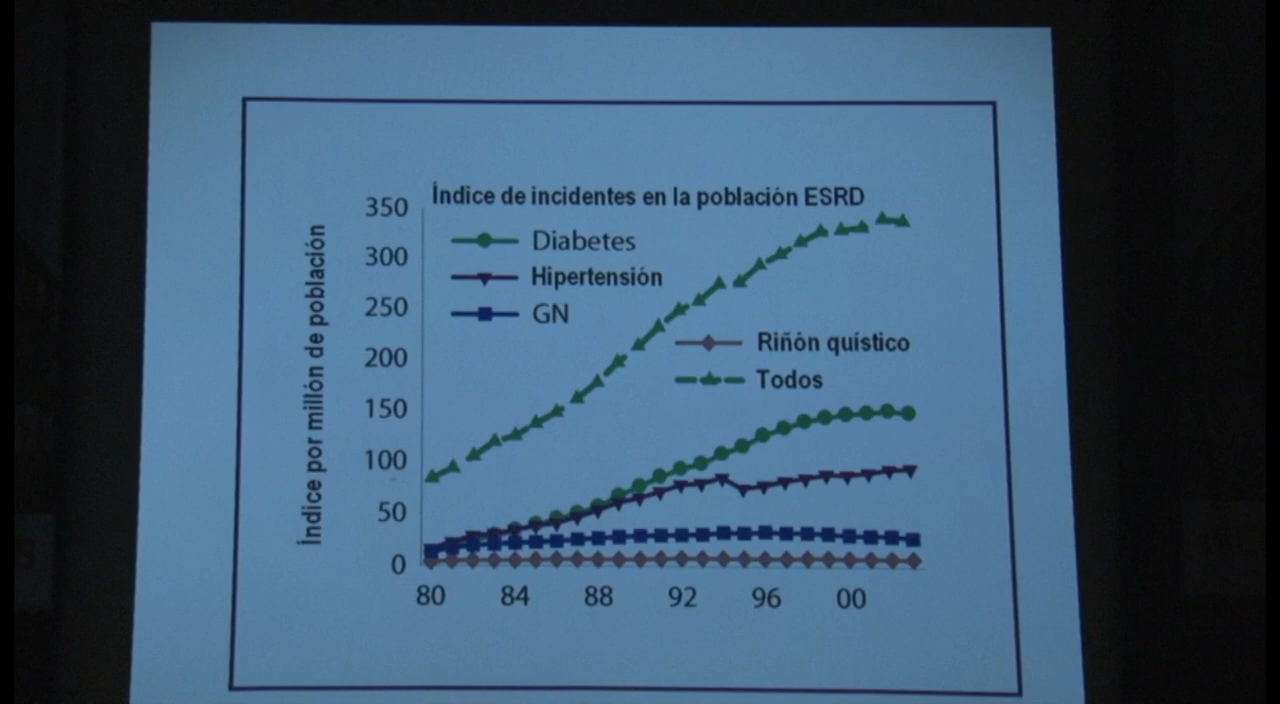 Índice de incidentes en la población ESRD
Índice por millón de población
350
300
250
200
150
100
50
0
Diabetes
Hipertensión
GN
Riñón quístico
Todos
80 84 88 92 96 00